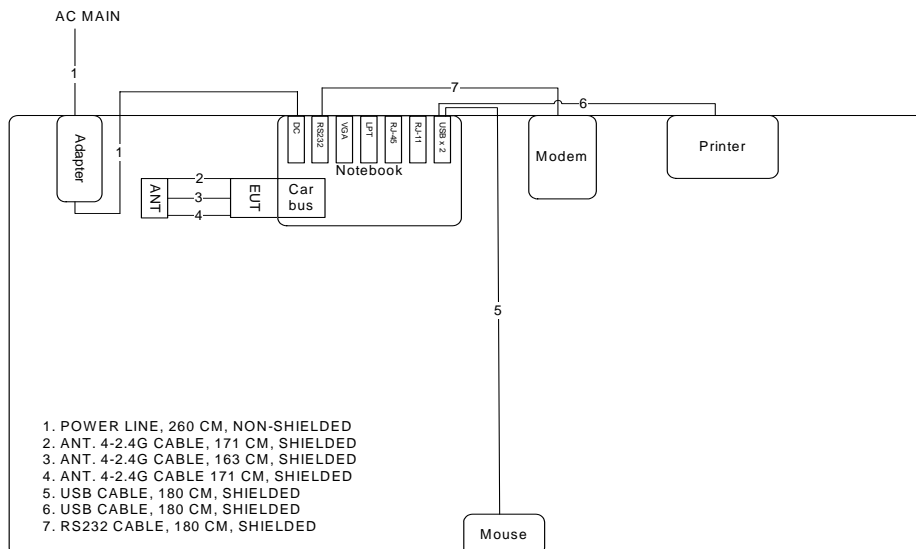 AC MAIN
1
7
6
Adapter
1
DC
RS232
VGA
LPT
RJ-45
RJ-11
USB x 2
Notebook
Modem
Printer
ANT
2
3
4
EUT
Car
bus
5
1. POWER LINE, 260 CM, NON-SHIELDED
2. ANT. 4-2.4G CABLE, 171 CM, SHIELDED
3. ANT. 4-2.4G CABLE, 163 CM, SHIELDED
4. ANT. 4-2.4G CABLE 171 CM, SHIELDED
5. USB CABLE, 180 CM, SHIELDED
6. USB CABLE, 180 CM, SHIELDED
7. RS232 CABLE, 180 CM, SHIELDED
Mouse